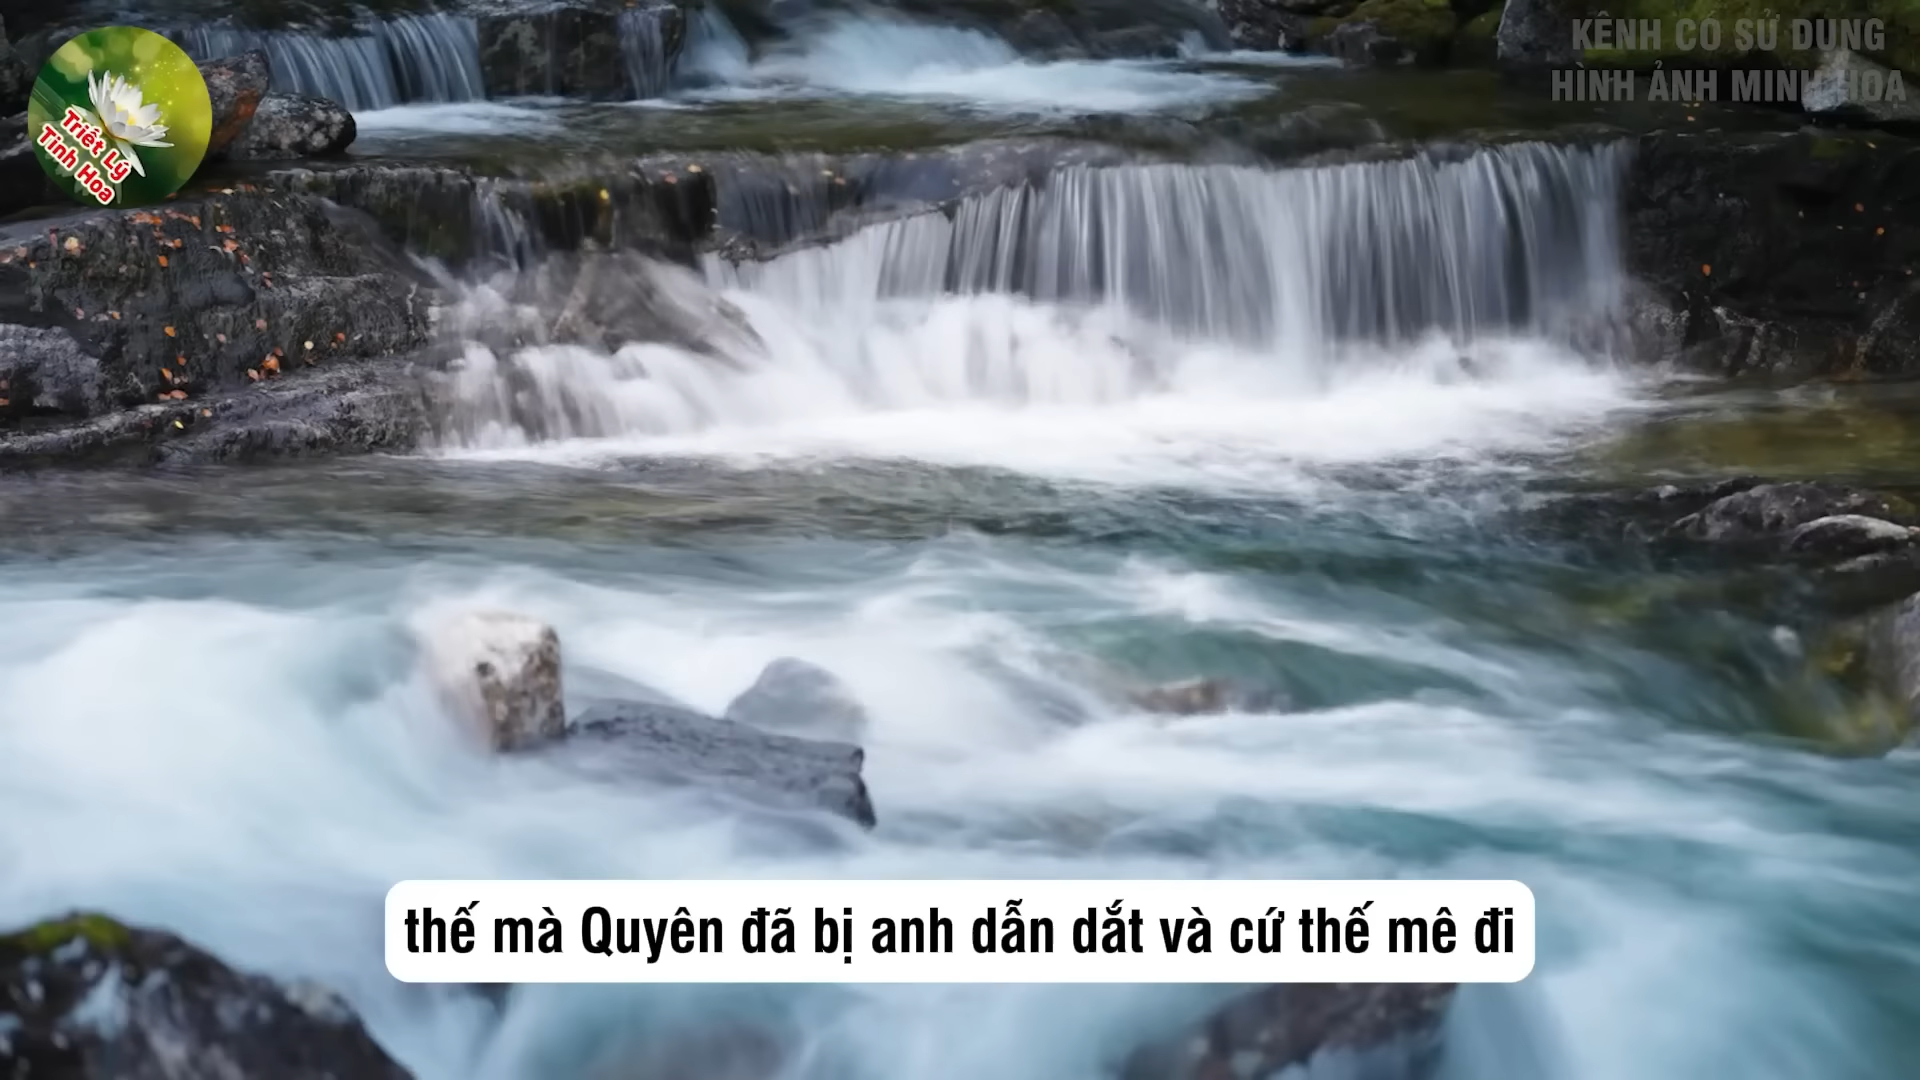 Triết Lý
Tinh Hoa
KÊNH CÓ SỬ DỤNG
HÌNH ẢNH MINH HỌA
thế mà Quyên đã bị anh dẫn dắt và cứ thế mê đi